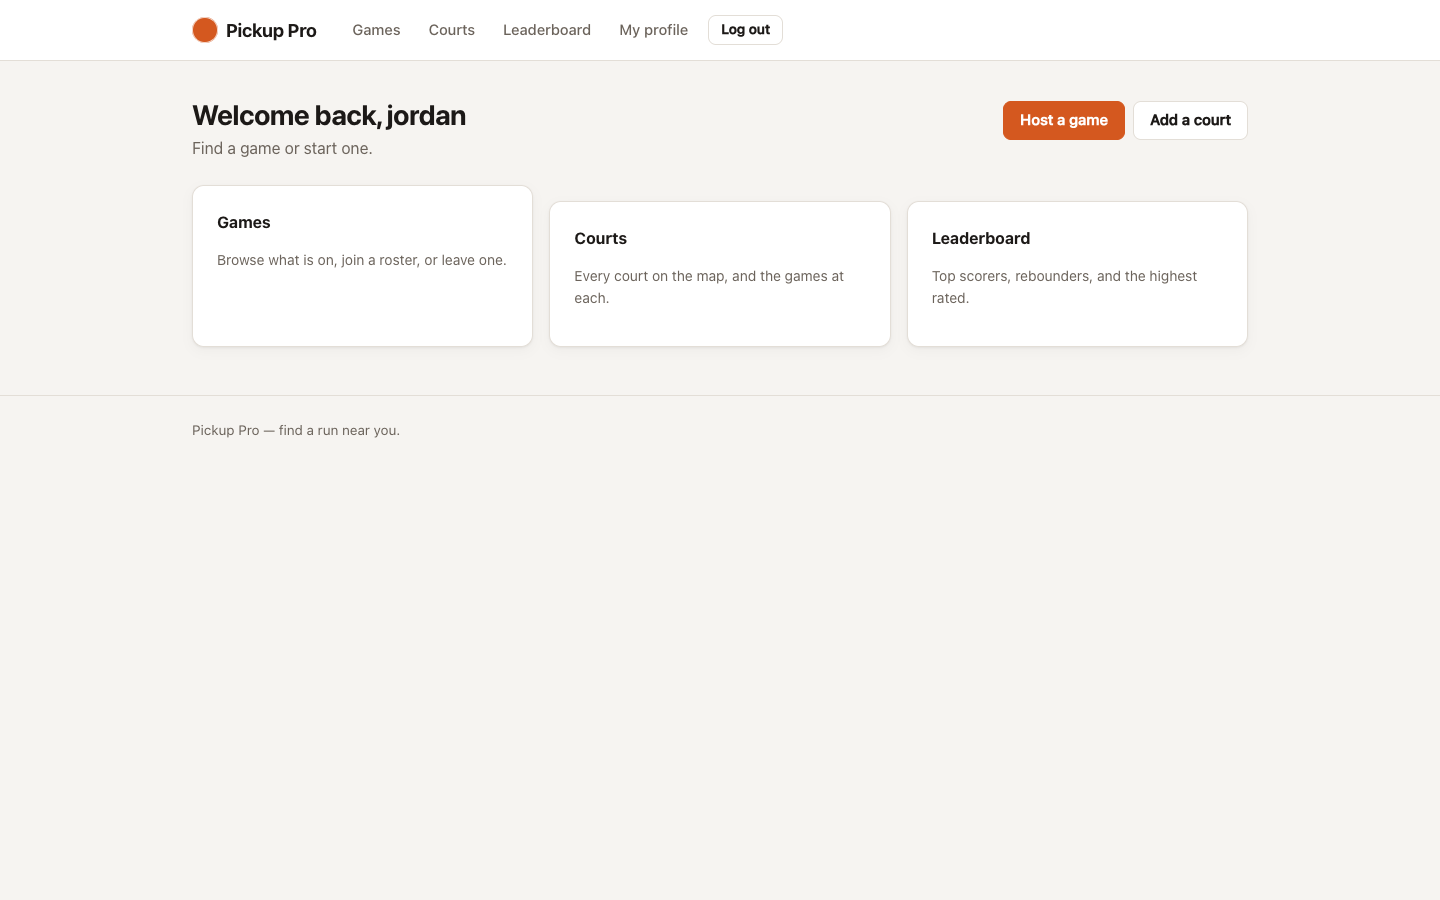 Pickup Pro
Games
Courts
Leaderboard
My profile
Log out
Welcome back, jordan
Find a game or start one.
Host a game
Add a court
Games
Browse what is on, join a roster, or leave one.
Courts
Every court on the map, and the games at
each.
Leaderboard
Top scorers, rebounders, and the highest
rated.
Pickup Pro — find a run near you.